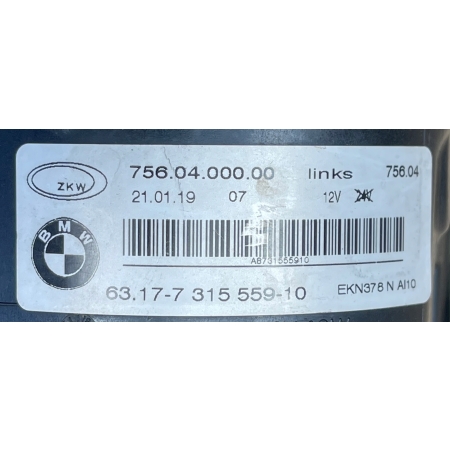 ZKW
756.04.000.00 links 756.04
21.01.19 07 12V
BMW
A8731555910
63.17-7 315 559-10
EKN378 N AI10